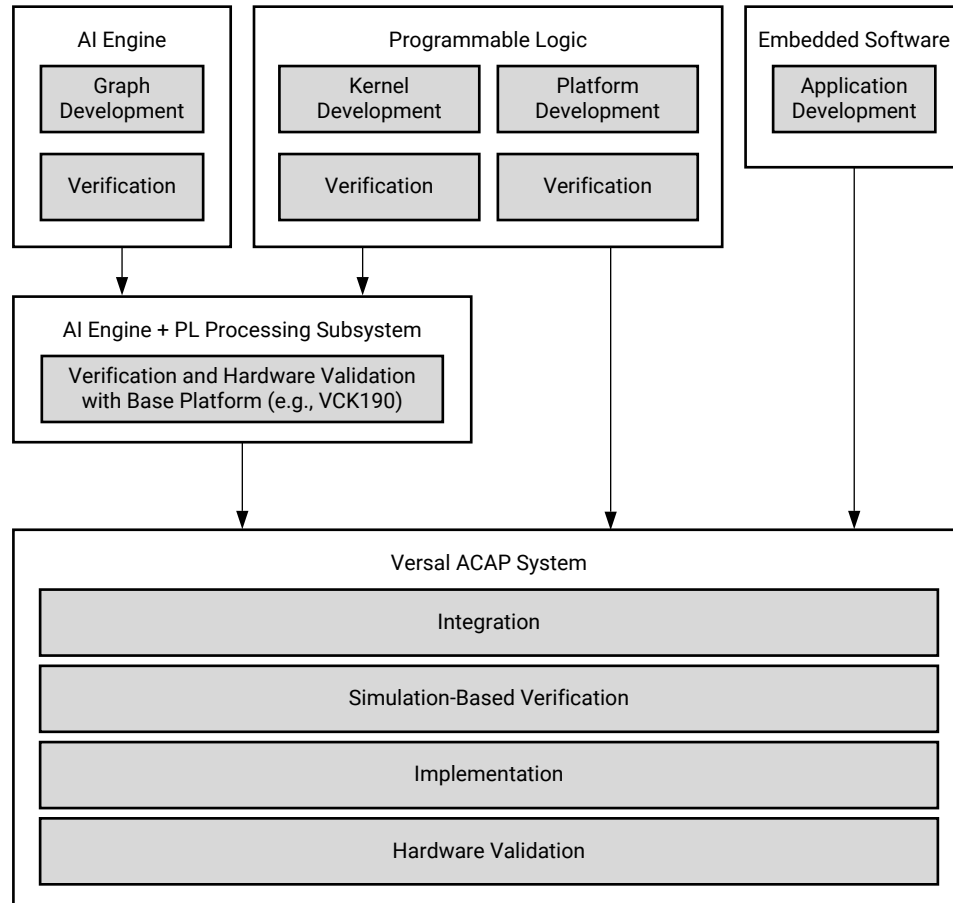 AI Engine
Graph
Development
Verification
Programmable Logic
Kernel
Development
Platform
Development
Verification
Verification
Embedded Software
Application
Development
AI Engine + PL Processing Subsystem
Verification and Hardware Validation
with Base Platform (e.g., VCK190)
Versal ACAP System
Integration
Simulation-Based Verification
Implementation
Hardware Validation